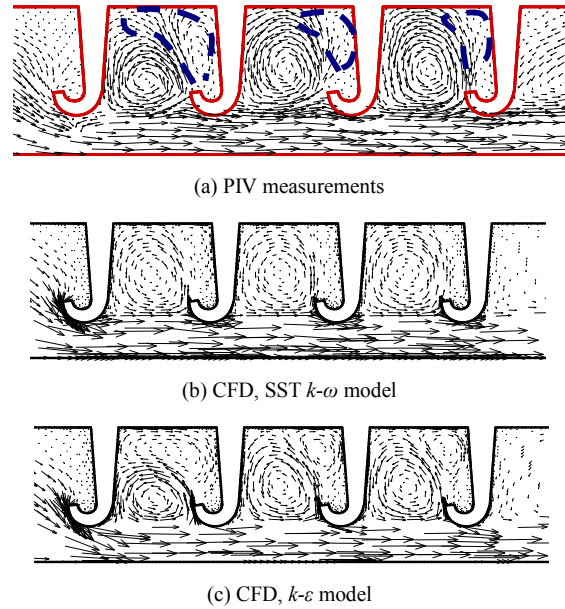 (a) PIV measurements
(b) CFD, SST k-ω model
(c) CFD, k-ε model